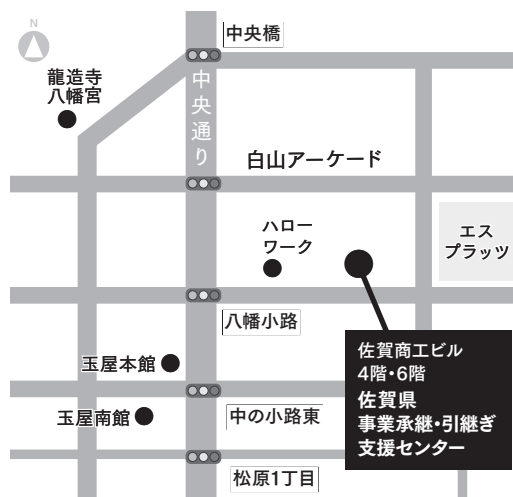 N
中央橋
龍造寺
八幡宮
中央通り
白山アーケード
ハロー
ワーク
エス
プラッツ
八幡小路
佐賀商工ビル
4階・6階
佐賀県
事業承継・引継ぎ
支援センター
玉屋本館
玉屋南館
中の小路東
松原1丁目